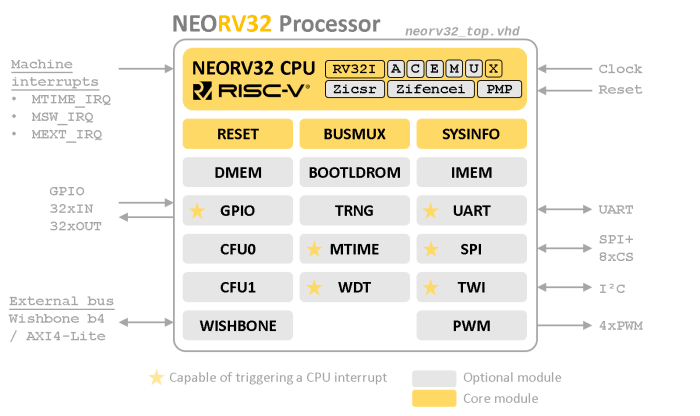 NEORV32 Processor
neorv32_top.vhd
Machine
interrupts
• MTIME_IRQ
• MSW_IRQ
• MEXT_IRQ
NEORV32 CPU
RISC-V®
RV32I A C E M U X
Zicsr Zifencei PMP
Clock
Reset
RESET BUSMUX SYSINFO
DMEM BOOTLDROM IMEM
GPIO TRNG UART
CFU0 MTIME SPI
CFU1 WDT TWI
WISHBONE PWM
GPIO
32xIN
32xOUT
External bus
Wishbone b4
/ AXI4-Lite
UART
SPI+
8xCS
I²C
4xPWM
Capable of triggering a CPU interrupt
Optional module
Core module